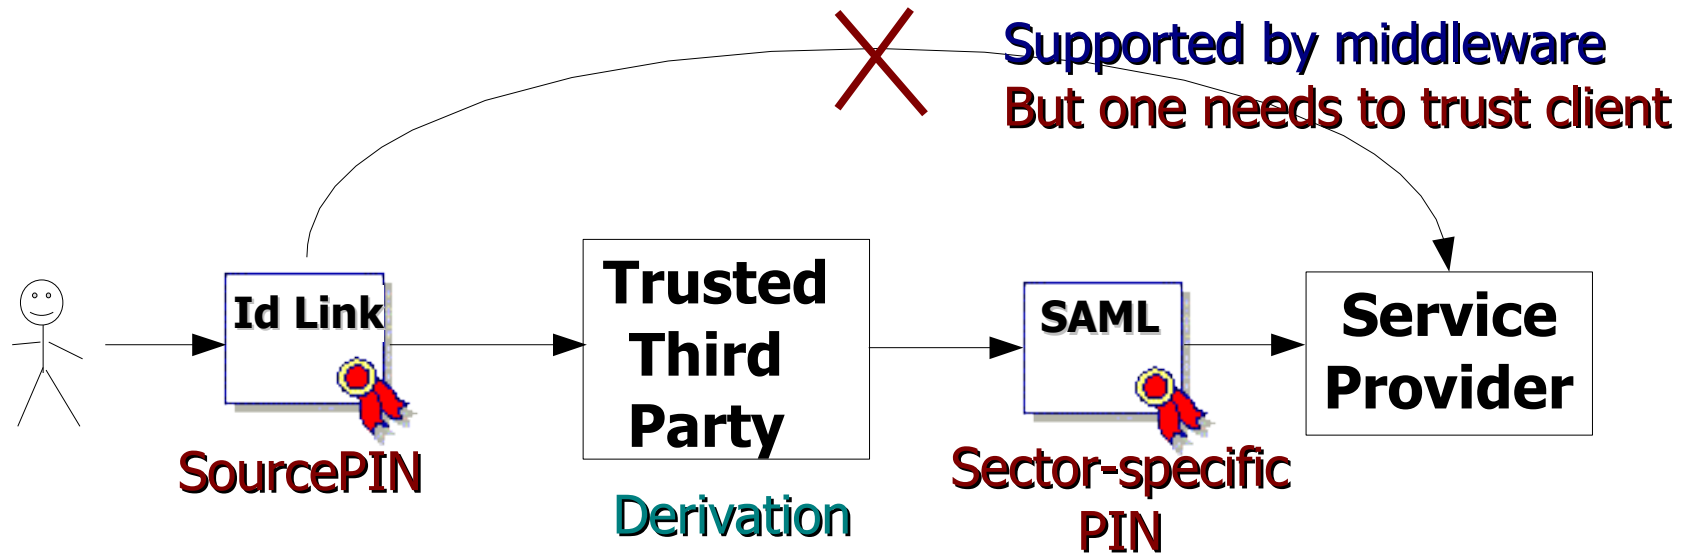 Supported by middleware
But one needs to trust client
Id Link
SourcePIN
Trusted
Third
Party
Derivation
SAML
Sector-specific
PIN
Service
Provider